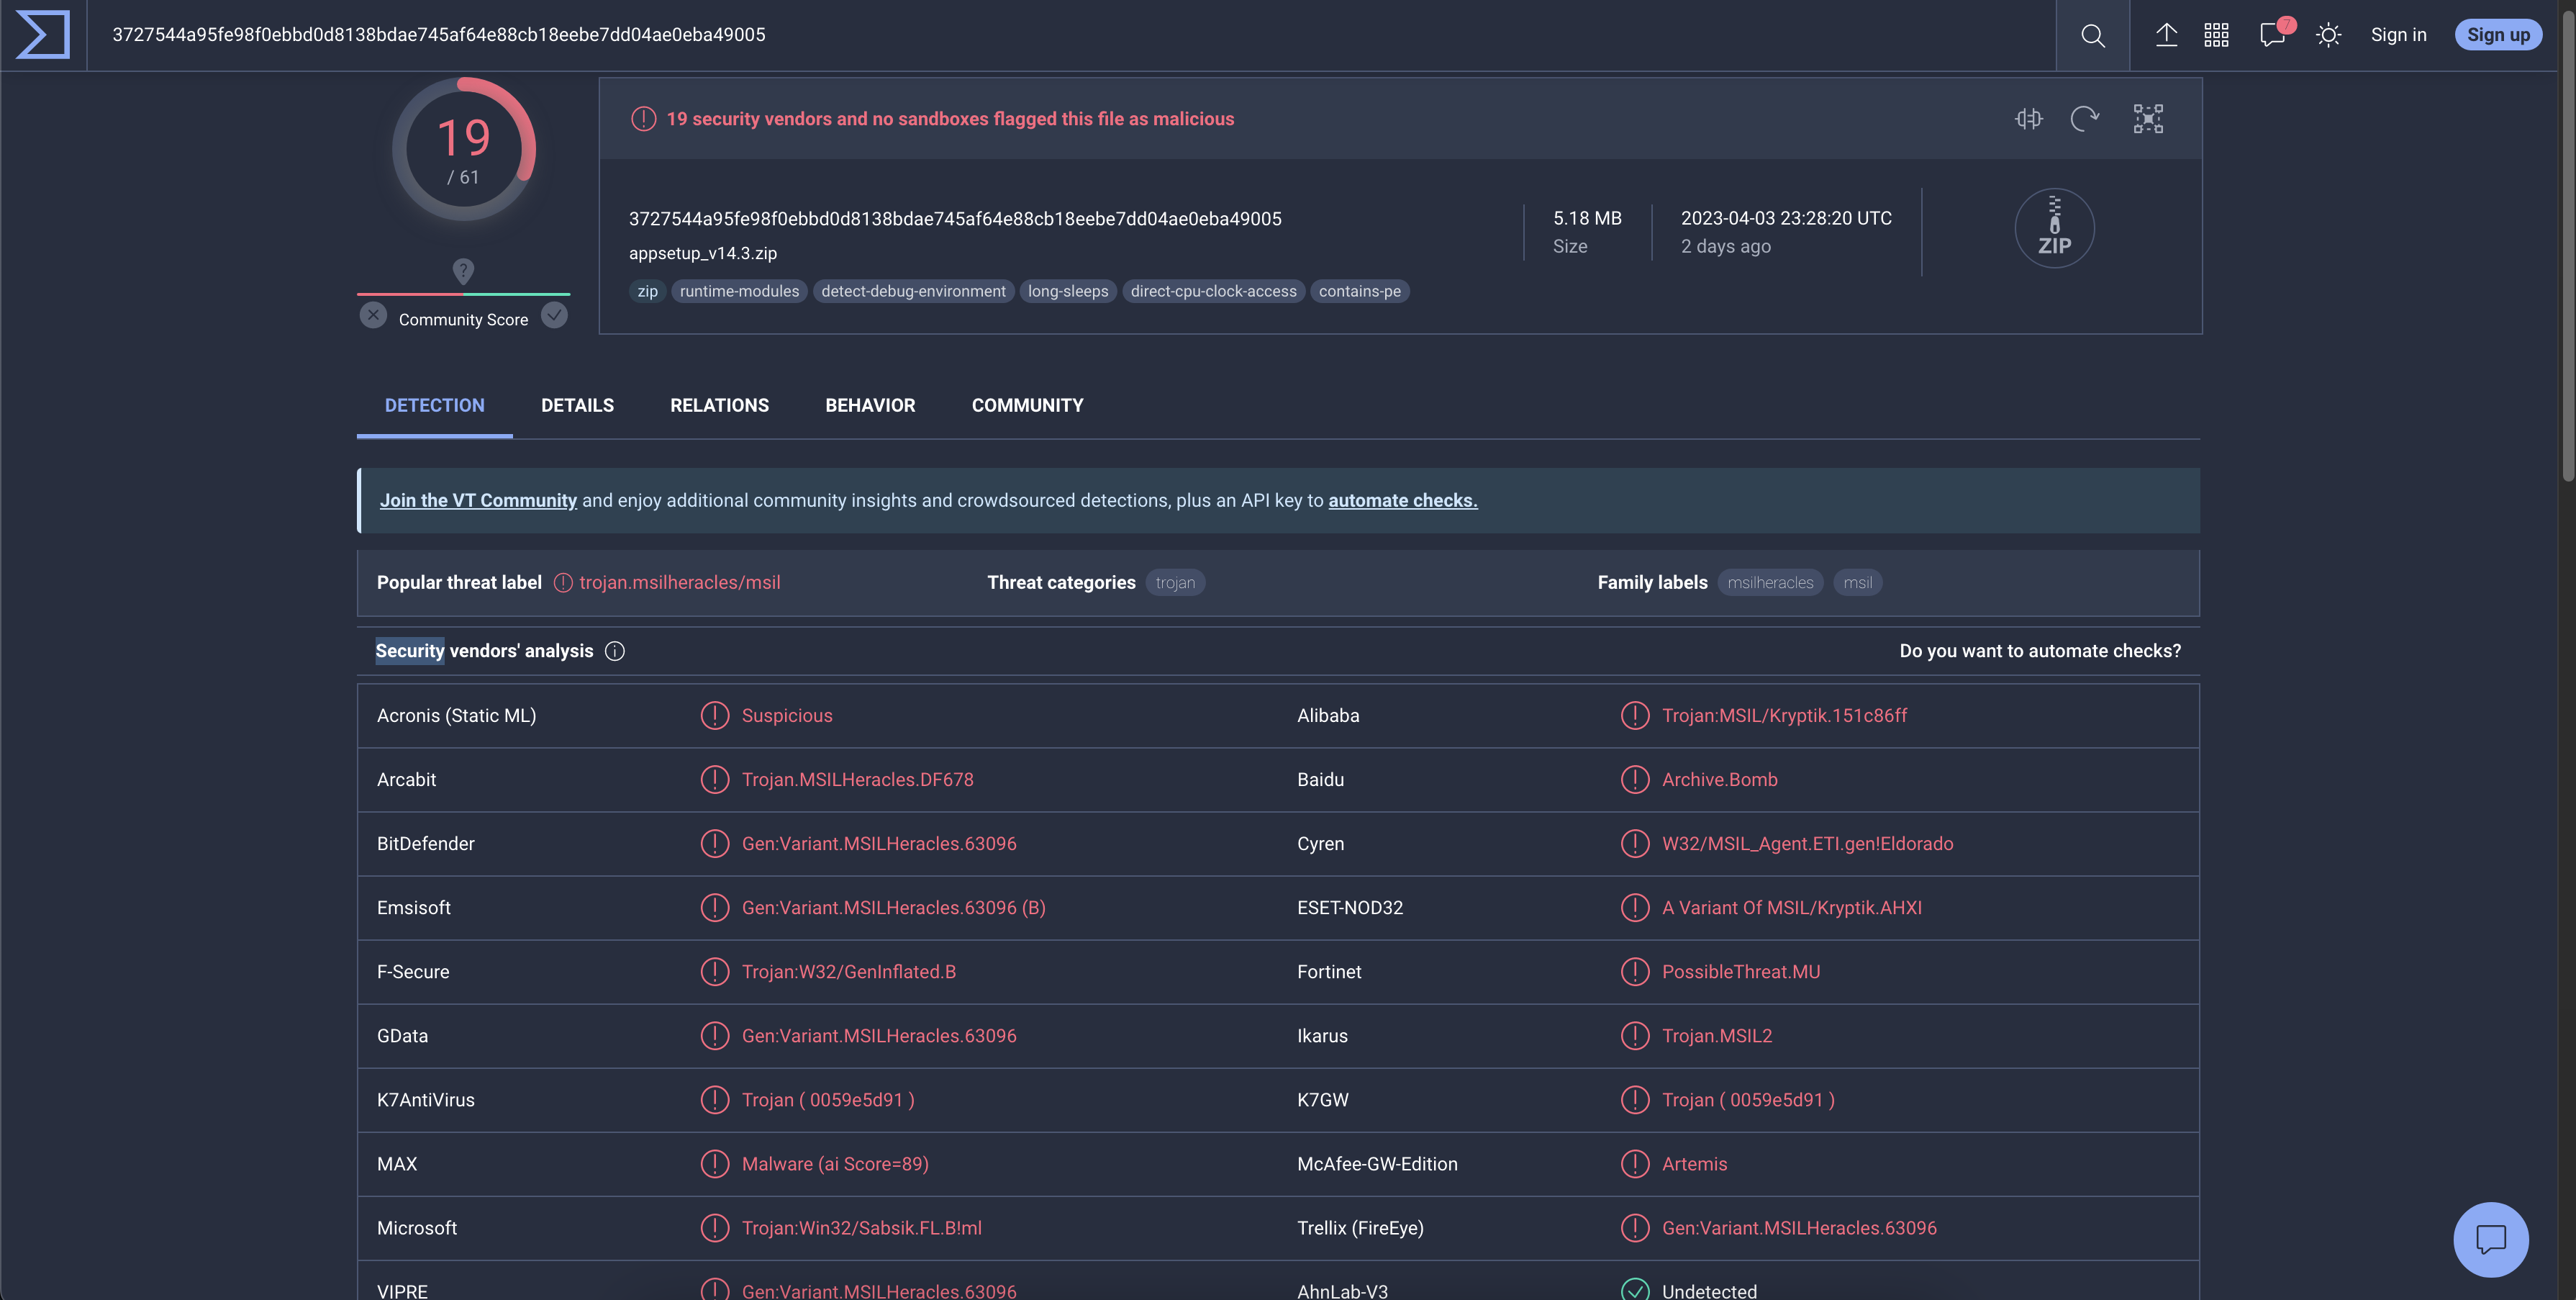 3727544a95fe98f0ebbd0d8138bdae745af64e88cb18eebe7dd04ae0eba49005
7
Sign in
Sign up
19
/ 61
?
Community Score
19 security vendors and no sandboxes flagged this file as malicious
3727544a95fe98f0ebbd0d8138bdae745af64e88cb18eebe7dd04ae0eba49005
appsetup_v14.3.zip
zip runtime-modules detect-debug-environment long-sleeps direct-cpu-clock-access contains-pe
5.18 MB
Size
2023-04-03 23:28:20 UTC
2 days ago
ZIP
DETECTION DETAILS RELATIONS BEHAVIOR COMMUNITY
Join the VT Community and enjoy additional community insights and crowdsourced detections, plus an API key to automate checks.
Popular threat label trojan.msilheracles/msil Threat categories trojan Family labels msilheracles msil
Security vendors' analysis Do you want to automate checks?
Acronis (Static ML) Suspicious Alibaba Trojan:MSIL/Kryptik.151c86ff
Arcabit Trojan.MSILHeracles.DF678 Baidu Archive.Bomb
BitDefender Gen:Variant.MSILHeracles.63096 Cyren W32/MSIL_Agent.ETI.gen!Eldorado
Emsisoft Gen:Variant.MSILHeracles.63096 (B) ESET-NOD32 A Variant Of MSIL/Kryptik.AHXI
F-Secure Trojan:W32/GenInflated.B Fortinet PossibleThreat.MU
GData Gen:Variant.MSILHeracles.63096 Ikarus Trojan.MSIL2
K7AntiVirus Trojan ( 0059e5d91 ) K7GW Trojan ( 0059e5d91 )
MAX Malware (ai Score=89) McAfee-GW-Edition Artemis
Microsoft Trojan:Win32/Sabsik.FL.B!ml Trellix (FireEye) Gen:Variant.MSILHeracles.63096
VIPRE Gen:Variant.MSILHeracles.63096 AhnLab-V3 Undetected